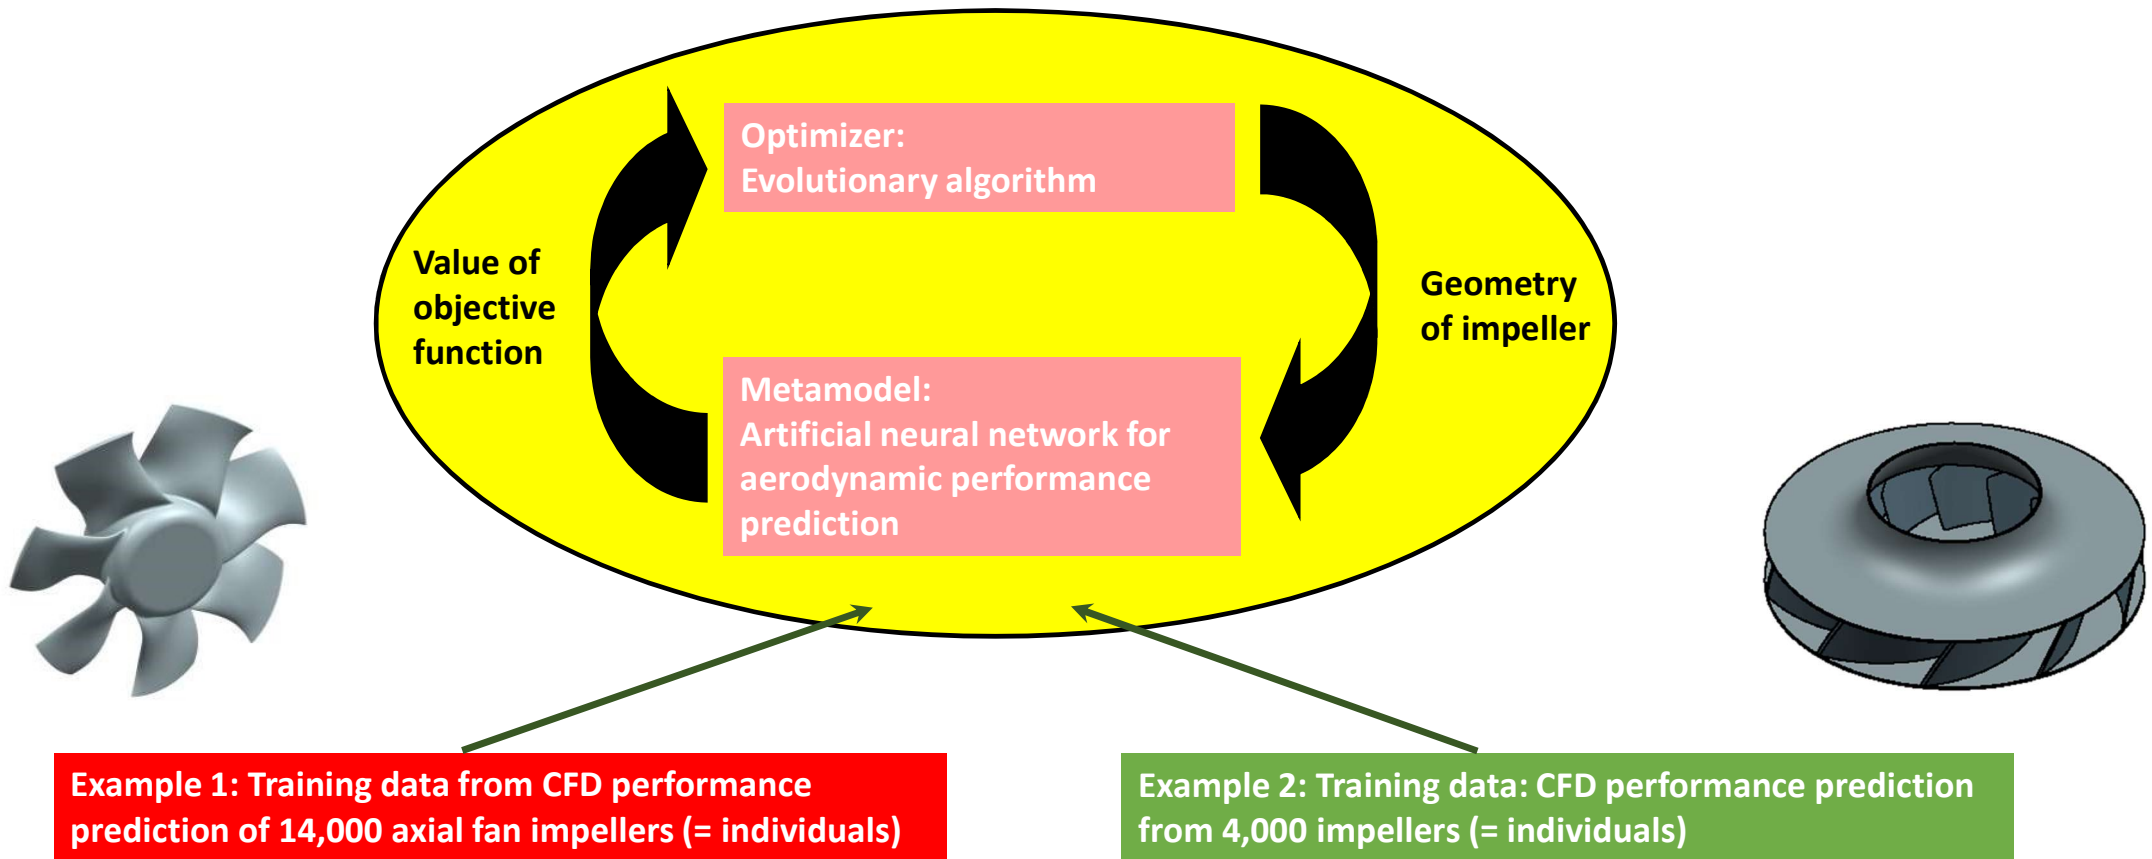 Optimizer:
Evolutionary algorithm
Value of
objective
function
Geometry
of impeller
Metamodel:
Artificial neural network for
aerodynamic performance
prediction
Example 1: Training data from CFD performance
prediction of 14,000 axial fan impellers (= individuals)
Example 2: Training data: CFD performance prediction
from 4,000 impellers (= individuals)